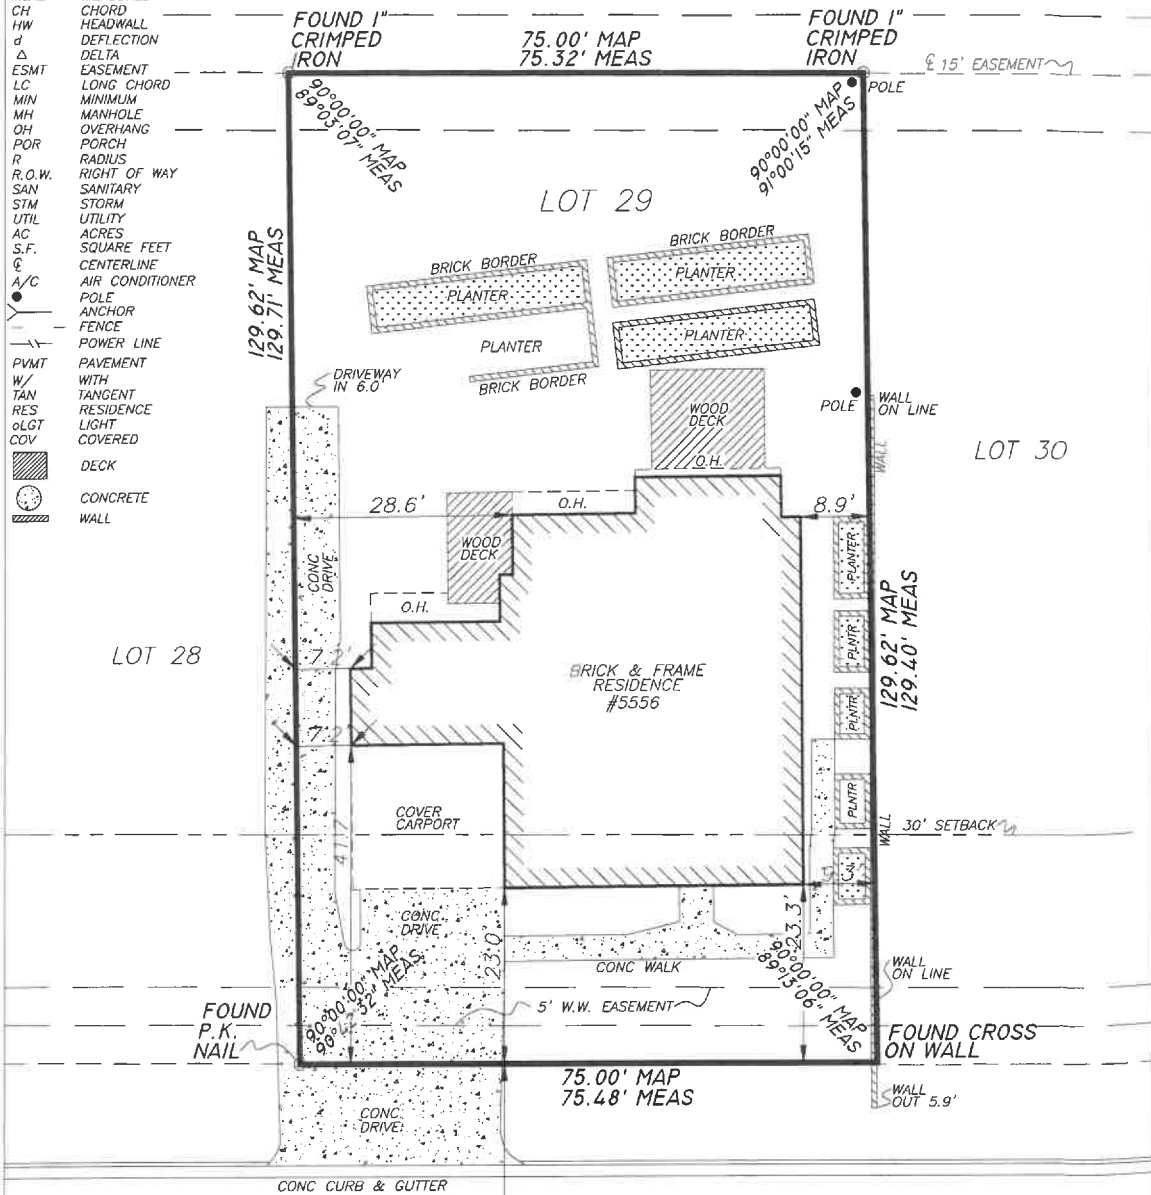 CH CHORD
HW HEADWALL
d DEFLECTION
Δ DELTA
ESMT EASEMENT
LC LONG CHORD
MIN MINIMUM
MH MANHOLE
OH OVERHANG
POR PORCH
R RADIUS
R.O.W. RIGHT OF WAY
SAN SANITARY
STM STORM
UTIL UTILITY
AC ACRES
S.F. SQUARE FEET
℄ CENTERLINE
A/C AIR CONDITIONER
POLE
ANCHOR
FENCE
POWER LINE
PVMT PAVEMENT
W/ WITH
TAN TANGENT
RES RESIDENCE
oLGT LIGHT
COV COVERED
DECK
CONCRETE
WALL
FOUND 1"
CRIMPED
IRON
75.00' MAP
75.32' MEAS
FOUND 1"
CRIMPED
IRON
℄ 15' EASEMENT
POLE
90°00'00" MAP
89°03'07" MEAS
90°00'00" MAP
91°00'15" MEAS
LOT 29
129.62' MAP
129.71' MEAS
BRICK BORDER
PLANTER
BRICK BORDER
PLANTER
PLANTER
PLANTER
BRICK BORDER
DRIVEWAY
IN 6.0'
WOOD
DECK
O.H.
POLE
WALL
ON LINE
WALL
LOT 30
28.6'
O.H.
8.9'
WOOD
DECK
CONC
DRIVE
O.H.
PLANTER
129.62' MAP
129.40' MEAS
LOT 28
7.2'
BRICK & FRAME
RESIDENCE
#5556
PLNTR
7.2'
PLNTR
COVER
CARPORT
PLNTR
41.7'
WALL
30' SETBACK
CONC
DRIVE
23.0'
23.3'
CONC WALK
90°00'00" MAP
MEAS
90°00'00" MAP
89°13'06" MEAS
WALL
ON LINE
5' W.W. EASEMENT
FOUND
P.K.
NAIL
FOUND CROSS
ON WALL
75.00' MAP
75.48' MEAS
WALL
OUT 5.9'
CONC
DRIVE
CONC CURB & GUTTER